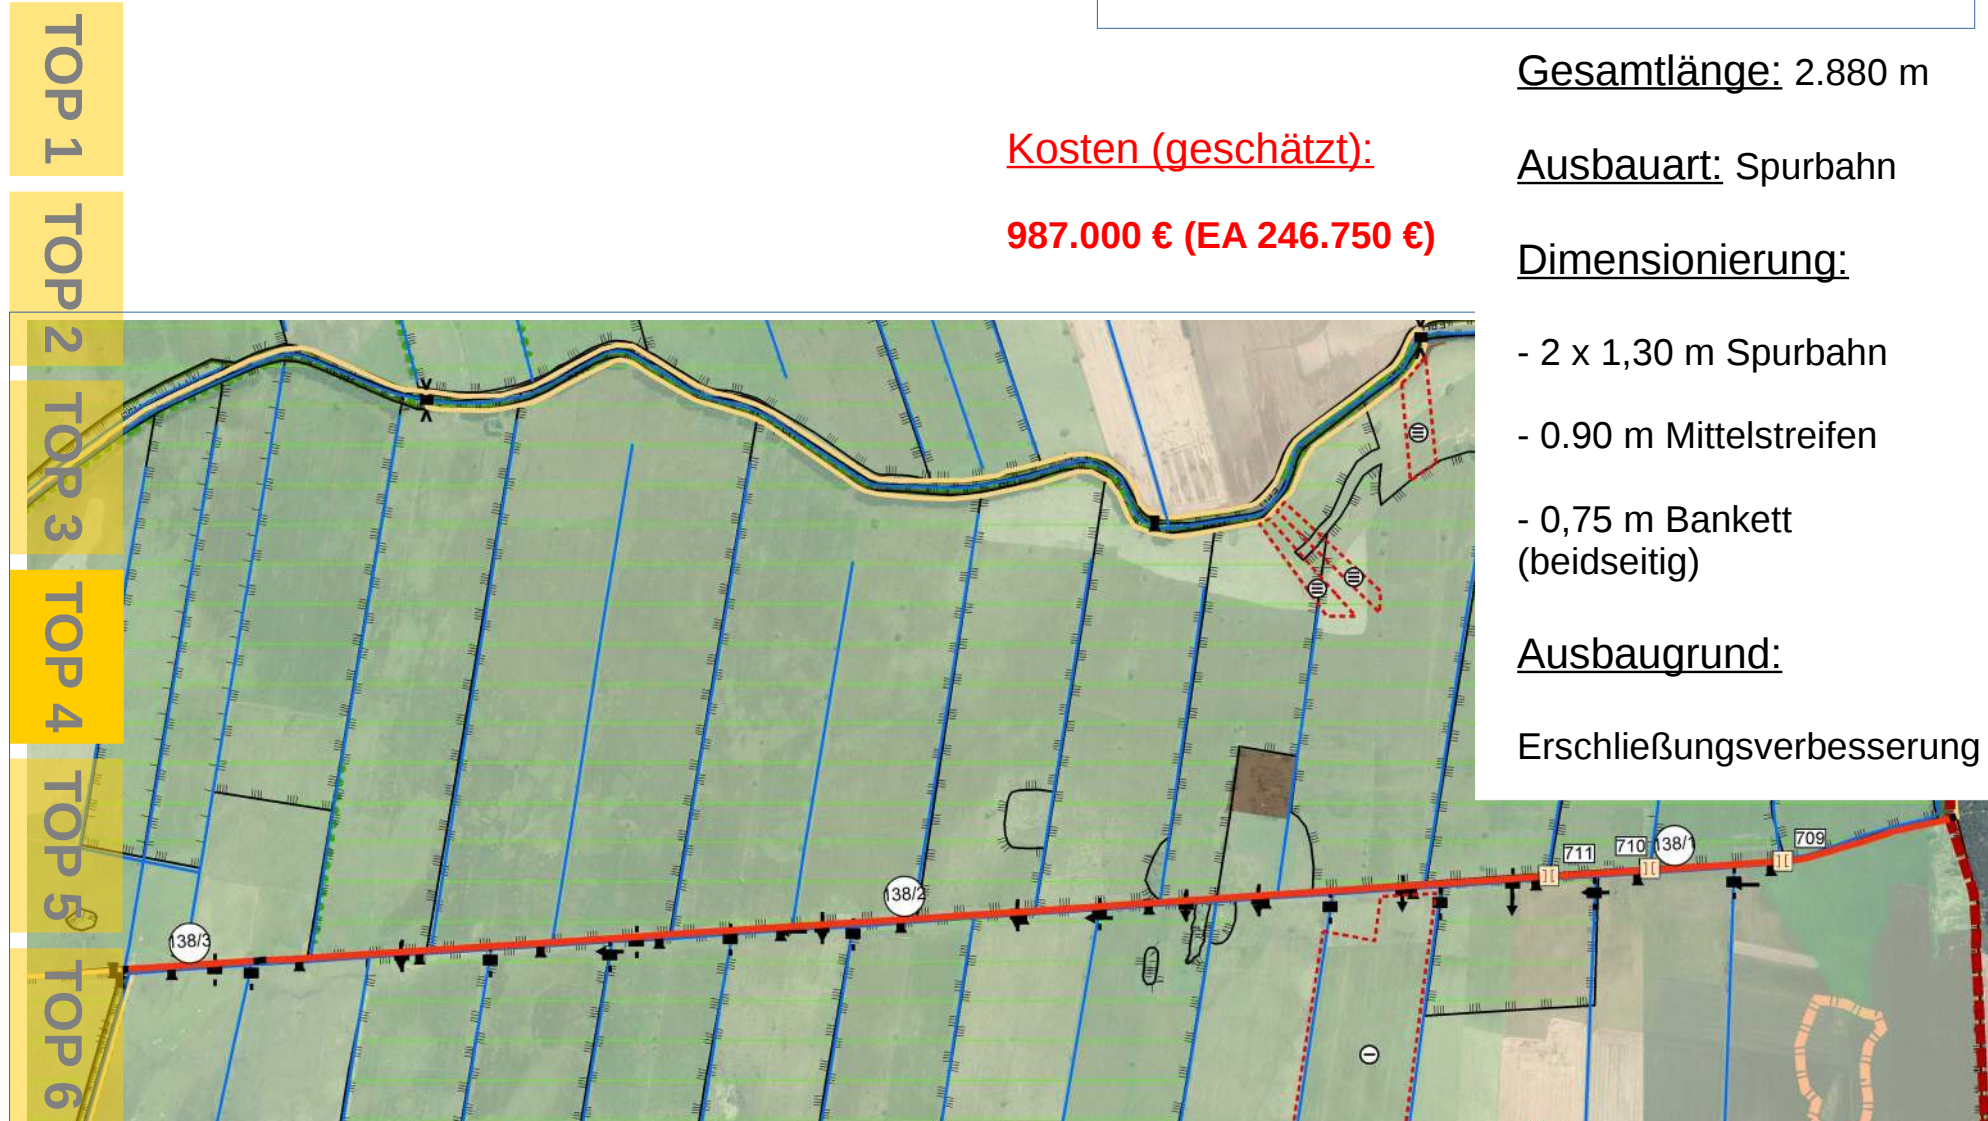 TOP 1
TOP 2
TOP 3
TOP 4
TOP 5
TOP 6
Kosten (geschätzt):
987.000 € (EA 246.750 €)
Gesamtlänge: 2.880 m
Ausbauart: Spurbahn
Dimensionierung:
- 2 x 1,30 m Spurbahn
- 0.90 m Mittelstreifen
- 0,75 m Bankett
(beidseitig)
Ausbaugrund:
Erschließungsverbesserung
711
710
138/1
709
138/2
138/3